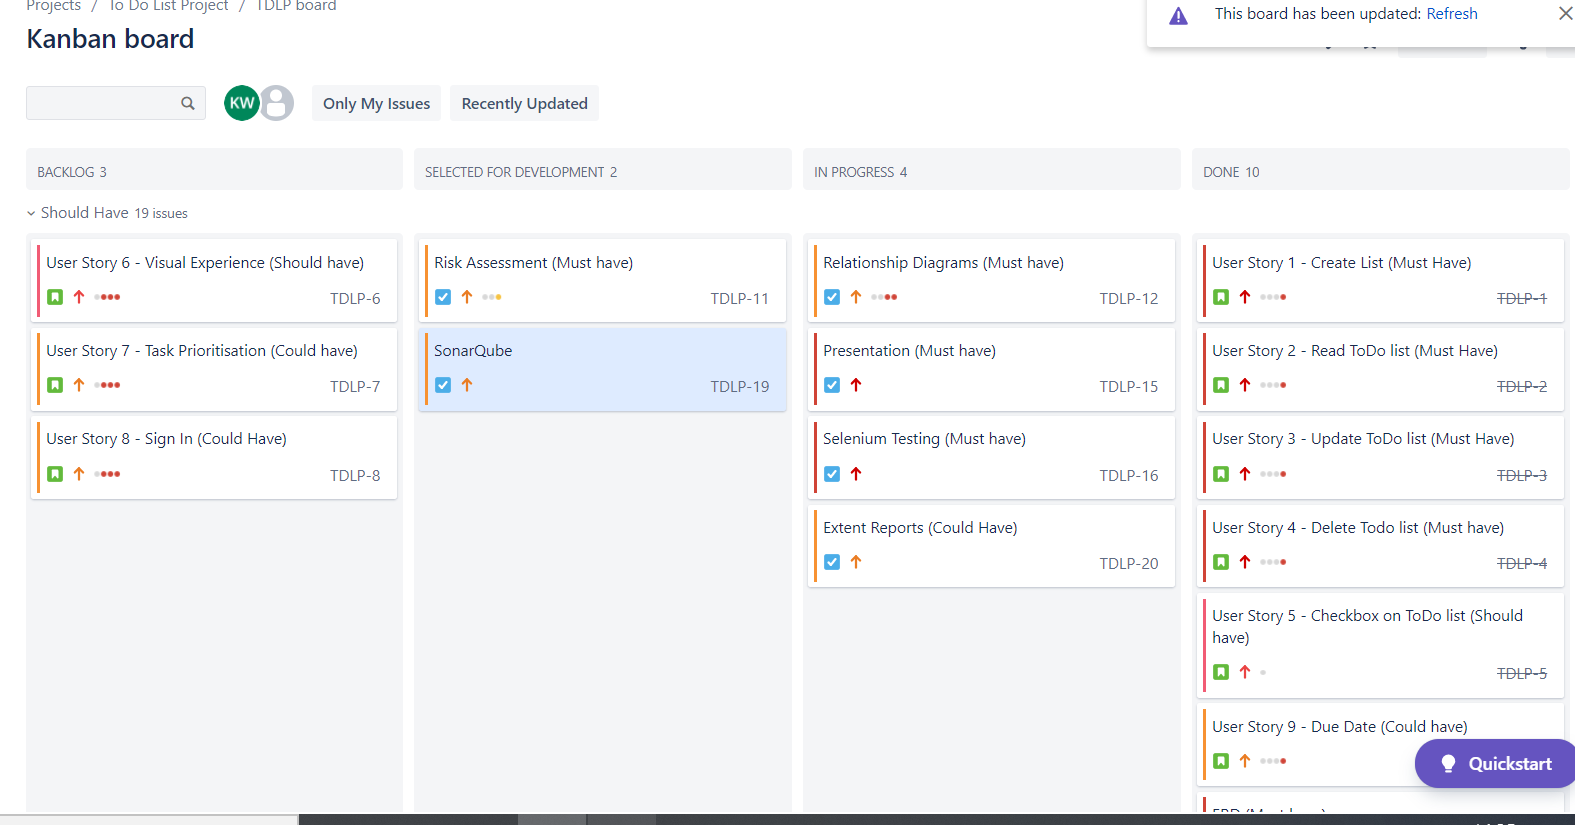 Projects / To Do List Project / TDLP board
This board has been updated: Refresh
Kanban board
KW
Only My Issues
Recently Updated
BACKLOG 3
SELECTED FOR DEVELOPMENT 2
IN PROGRESS 4
DONE 10
Should Have 19 issues
User Story 6 - Visual Experience (Should have)
TDLP-6
User Story 7 - Task Prioritisation (Could have)
TDLP-7
User Story 8 - Sign In (Could Have)
TDLP-8
Risk Assessment (Must have)
TDLP-11
SonarQube
TDLP-19
Relationship Diagrams (Must have)
TDLP-12
Presentation (Must have)
TDLP-15
Selenium Testing (Must have)
TDLP-16
Extent Reports (Could Have)
TDLP-20
User Story 1 - Create List (Must Have)
TDLP-1
User Story 2 - Read ToDo list (Must Have)
TDLP-2
User Story 3 - Update ToDo list (Must Have)
TDLP-3
User Story 4 - Delete Todo list (Must have)
TDLP-4
User Story 5 - Checkbox on ToDo list (Should
have)
TDLP-5
User Story 9 - Due Date (Could have)
Quickstart